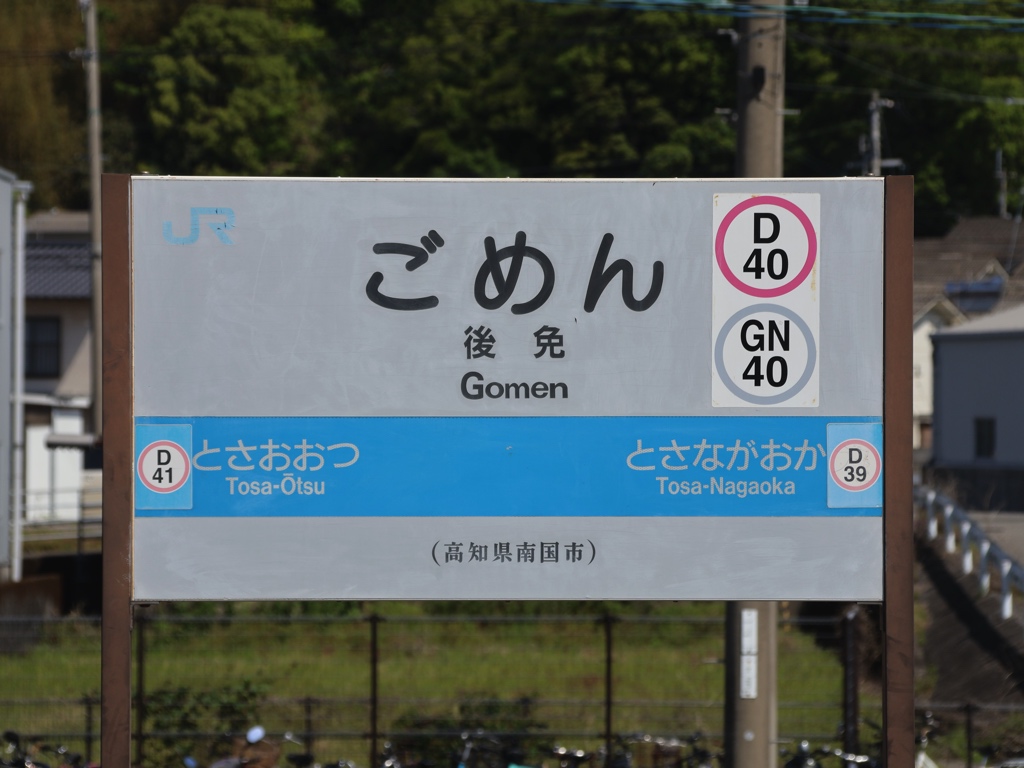 JR
ごめん
後免
Gomen
D
40
GN
40
D
41
とさおおつ
Tosa-Ōtsu
とさながおか
Tosa-Nagaoka
D
39
(高知県南国市)